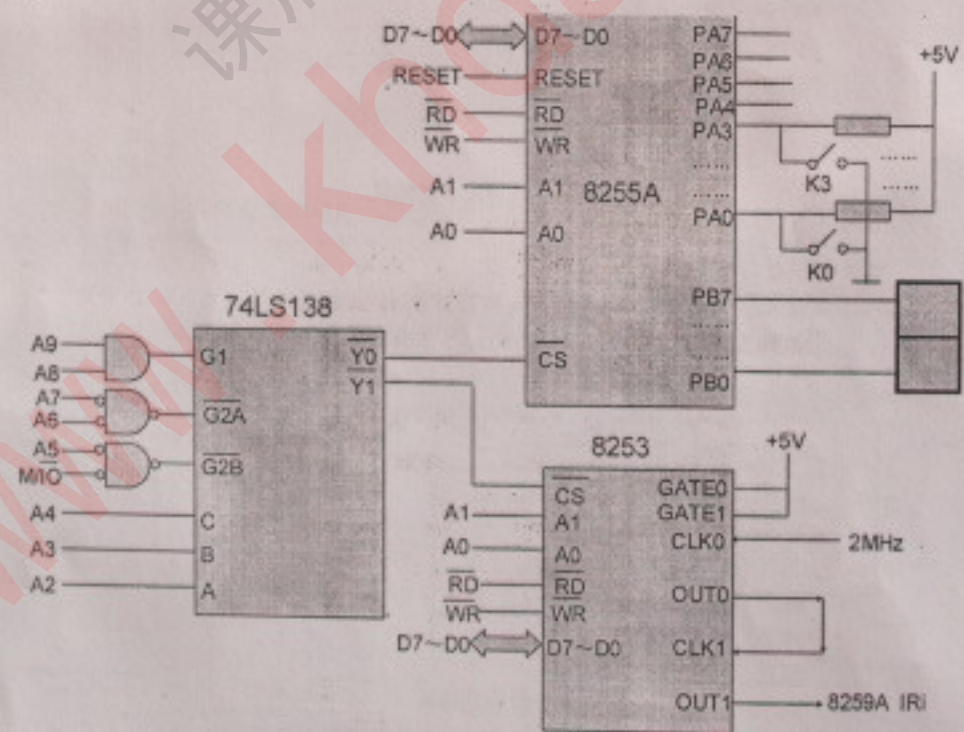 D7～D0 D7～D0 PA7
PA6
+5V
RESET RESET PA5
PA4
RD RD PA3
WR WR
...... ......
K3
A1 A1 8255A ...... ......
A0 A0 PA0
K0
74LS138 PB7
......
A9 G1 Y0 CS ......
A8 Y1 PB0
A7 G2A
A6
A5 G2B 8253 +5V
M/IO CS GATE0
A4 C A1 A1 GATE1
A3 B A0 A0 CLK0 2MHz
A2 A RD RD OUT0
WR WR
D7～D0 D7～D0 CLK1
OUT1 8259A IRi
www.khd